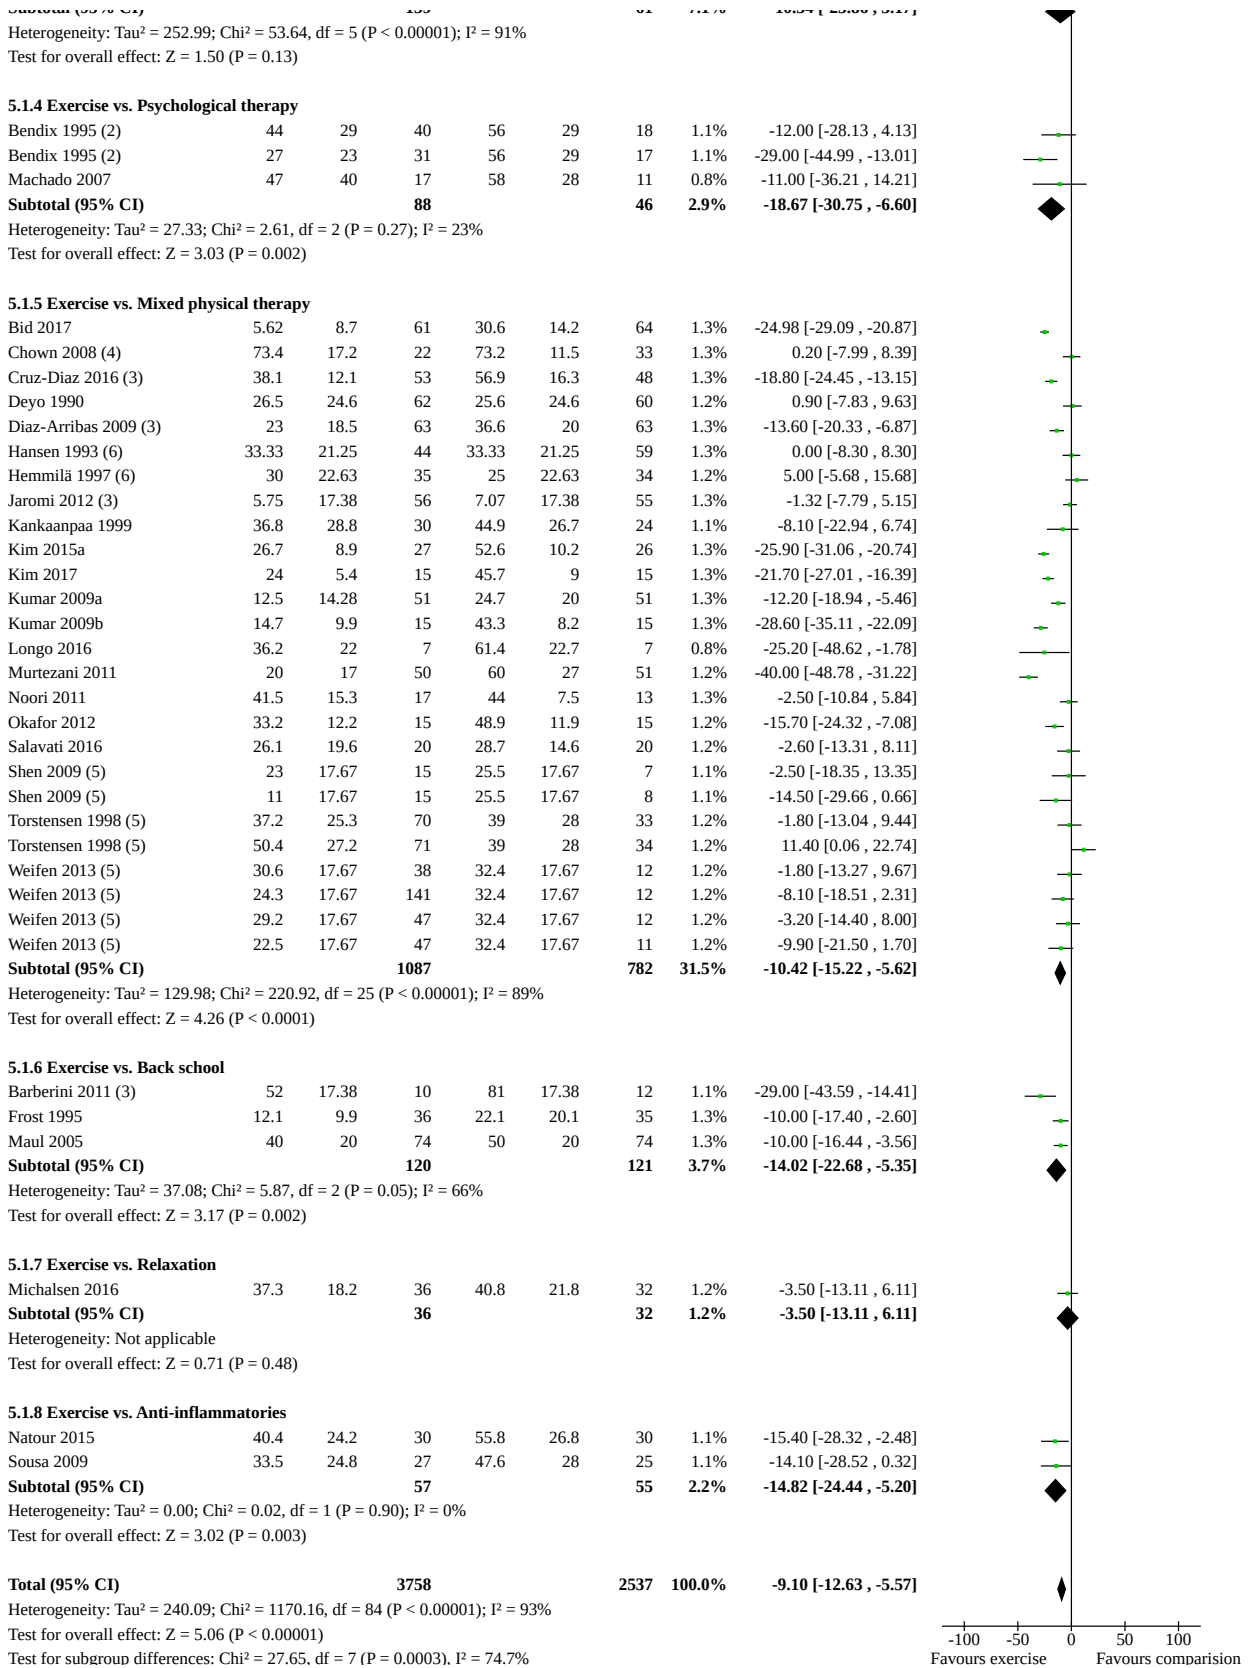 Heterogeneity: Tau² = 252.99; Chi² = 53.64, df = 5 (P < 0.00001); I² = 91%
Test for overall effect: Z = 1.50 (P = 0.13)
5.1.4 Exercise vs. Psychological therapy
Bendix 1995 (2) 44 29 40 56 29 18 1.1% -12.00 [-28.13 , 4.13]
Bendix 1995 (2) 27 23 31 56 29 17 1.1% -29.00 [-44.99 , -13.01]
Machado 2007 47 40 17 58 28 11 0.8% -11.00 [-36.21 , 14.21]
Subtotal (95% CI) 88 46 2.9% -18.67 [-30.75 , -6.60]
Heterogeneity: Tau² = 27.33; Chi² = 2.61, df = 2 (P = 0.27); I² = 23%
Test for overall effect: Z = 3.03 (P = 0.002)
5.1.5 Exercise vs. Mixed physical therapy
Bid 2017 5.62 8.7 61 30.6 14.2 64 1.3% -24.98 [-29.09 , -20.87]
Chown 2008 (4) 73.4 17.2 22 73.2 11.5 33 1.3% 0.20 [-7.99 , 8.39]
Cruz-Diaz 2016 (3) 38.1 12.1 53 56.9 16.3 48 1.3% -18.80 [-24.45 , -13.15]
Deyo 1990 26.5 24.6 62 25.6 24.6 60 1.2% 0.90 [-7.83 , 9.63]
Diaz-Arribas 2009 (3) 23 18.5 63 36.6 20 63 1.3% -13.60 [-20.33 , -6.87]
Hansen 1993 (6) 33.33 21.25 44 33.33 21.25 59 1.3% 0.00 [-8.30 , 8.30]
Hemmilä 1997 (6) 30 22.63 35 25 22.63 34 1.2% 5.00 [-5.68 , 15.68]
Jaromi 2012 (3) 5.75 17.38 56 7.07 17.38 55 1.3% -1.32 [-7.79 , 5.15]
Kankaanpaa 1999 36.8 28.8 30 44.9 26.7 24 1.1% -8.10 [-22.94 , 6.74]
Kim 2015a 26.7 8.9 27 52.6 10.2 26 1.3% -25.90 [-31.06 , -20.74]
Kim 2017 24 5.4 15 45.7 9 15 1.3% -21.70 [-27.01 , -16.39]
Kumar 2009a 12.5 14.28 51 24.7 20 51 1.3% -12.20 [-18.94 , -5.46]
Kumar 2009b 14.7 9.9 15 43.3 8.2 15 1.3% -28.60 [-35.11 , -22.09]
Longo 2016 36.2 22 7 61.4 22.7 7 0.8% -25.20 [-48.62 , -1.78]
Murtezani 2011 20 17 50 60 27 51 1.2% -40.00 [-48.78 , -31.22]
Noori 2011 41.5 15.3 17 44 7.5 13 1.3% -2.50 [-10.84 , 5.84]
Okafor 2012 33.2 12.2 15 48.9 11.9 15 1.2% -15.70 [-24.32 , -7.08]
Salavati 2016 26.1 19.6 20 28.7 14.6 20 1.2% -2.60 [-13.31 , 8.11]
Shen 2009 (5) 23 17.67 15 25.5 17.67 7 1.1% -2.50 [-18.35 , 13.35]
Shen 2009 (5) 11 17.67 15 25.5 17.67 8 1.1% -14.50 [-29.66 , 0.66]
Torstensen 1998 (5) 37.2 25.3 70 39 28 33 1.2% -1.80 [-13.04 , 9.44]
Torstensen 1998 (5) 50.4 27.2 71 39 28 34 1.2% 11.40 [0.06 , 22.74]
Weifen 2013 (5) 30.6 17.67 38 32.4 17.67 12 1.2% -1.80 [-13.27 , 9.67]
Weifen 2013 (5) 24.3 17.67 141 32.4 17.67 12 1.2% -8.10 [-18.51 , 2.31]
Weifen 2013 (5) 29.2 17.67 47 32.4 17.67 12 1.2% -3.20 [-14.40 , 8.00]
Weifen 2013 (5) 22.5 17.67 47 32.4 17.67 11 1.2% -9.90 [-21.50 , 1.70]
Subtotal (95% CI) 1087 782 31.5% -10.42 [-15.22 , -5.62]
Heterogeneity: Tau² = 129.98; Chi² = 220.92, df = 25 (P < 0.00001); I² = 89%
Test for overall effect: Z = 4.26 (P < 0.0001)
5.1.6 Exercise vs. Back school
Barberini 2011 (3) 52 17.38 10 81 17.38 12 1.1% -29.00 [-43.59 , -14.41]
Frost 1995 12.1 9.9 36 22.1 20.1 35 1.3% -10.00 [-17.40 , -2.60]
Maul 2005 40 20 74 50 20 74 1.3% -10.00 [-16.44 , -3.56]
Subtotal (95% CI) 120 121 3.7% -14.02 [-22.68 , -5.35]
Heterogeneity: Tau² = 37.08; Chi² = 5.87, df = 2 (P = 0.05); I² = 66%
Test for overall effect: Z = 3.17 (P = 0.002)
5.1.7 Exercise vs. Relaxation
Michalsen 2016 37.3 18.2 36 40.8 21.8 32 1.2% -3.50 [-13.11 , 6.11]
Subtotal (95% CI) 36 32 1.2% -3.50 [-13.11 , 6.11]
Heterogeneity: Not applicable
Test for overall effect: Z = 0.71 (P = 0.48)
5.1.8 Exercise vs. Anti-inflammatories
Natour 2015 40.4 24.2 30 55.8 26.8 30 1.1% -15.40 [-28.32 , -2.48]
Sousa 2009 33.5 24.8 27 47.6 28 25 1.1% -14.10 [-28.52 , 0.32]
Subtotal (95% CI) 57 55 2.2% -14.82 [-24.44 , -5.20]
Heterogeneity: Tau² = 0.00; Chi² = 0.02, df = 1 (P = 0.90); I² = 0%
Test for overall effect: Z = 3.02 (P = 0.003)
Total (95% CI) 3758 2537 100.0% -9.10 [-12.63 , -5.57]
Heterogeneity: Tau² = 240.09; Chi² = 1170.16, df = 84 (P < 0.00001); I² = 93%
Test for overall effect: Z = 5.06 (P < 0.00001)
Test for subgroup differences: Chi² = 27.65, df = 7 (P = 0.0003), I² = 74.7%
-100 -50 0 50 100
Favours exercise Favours comparision